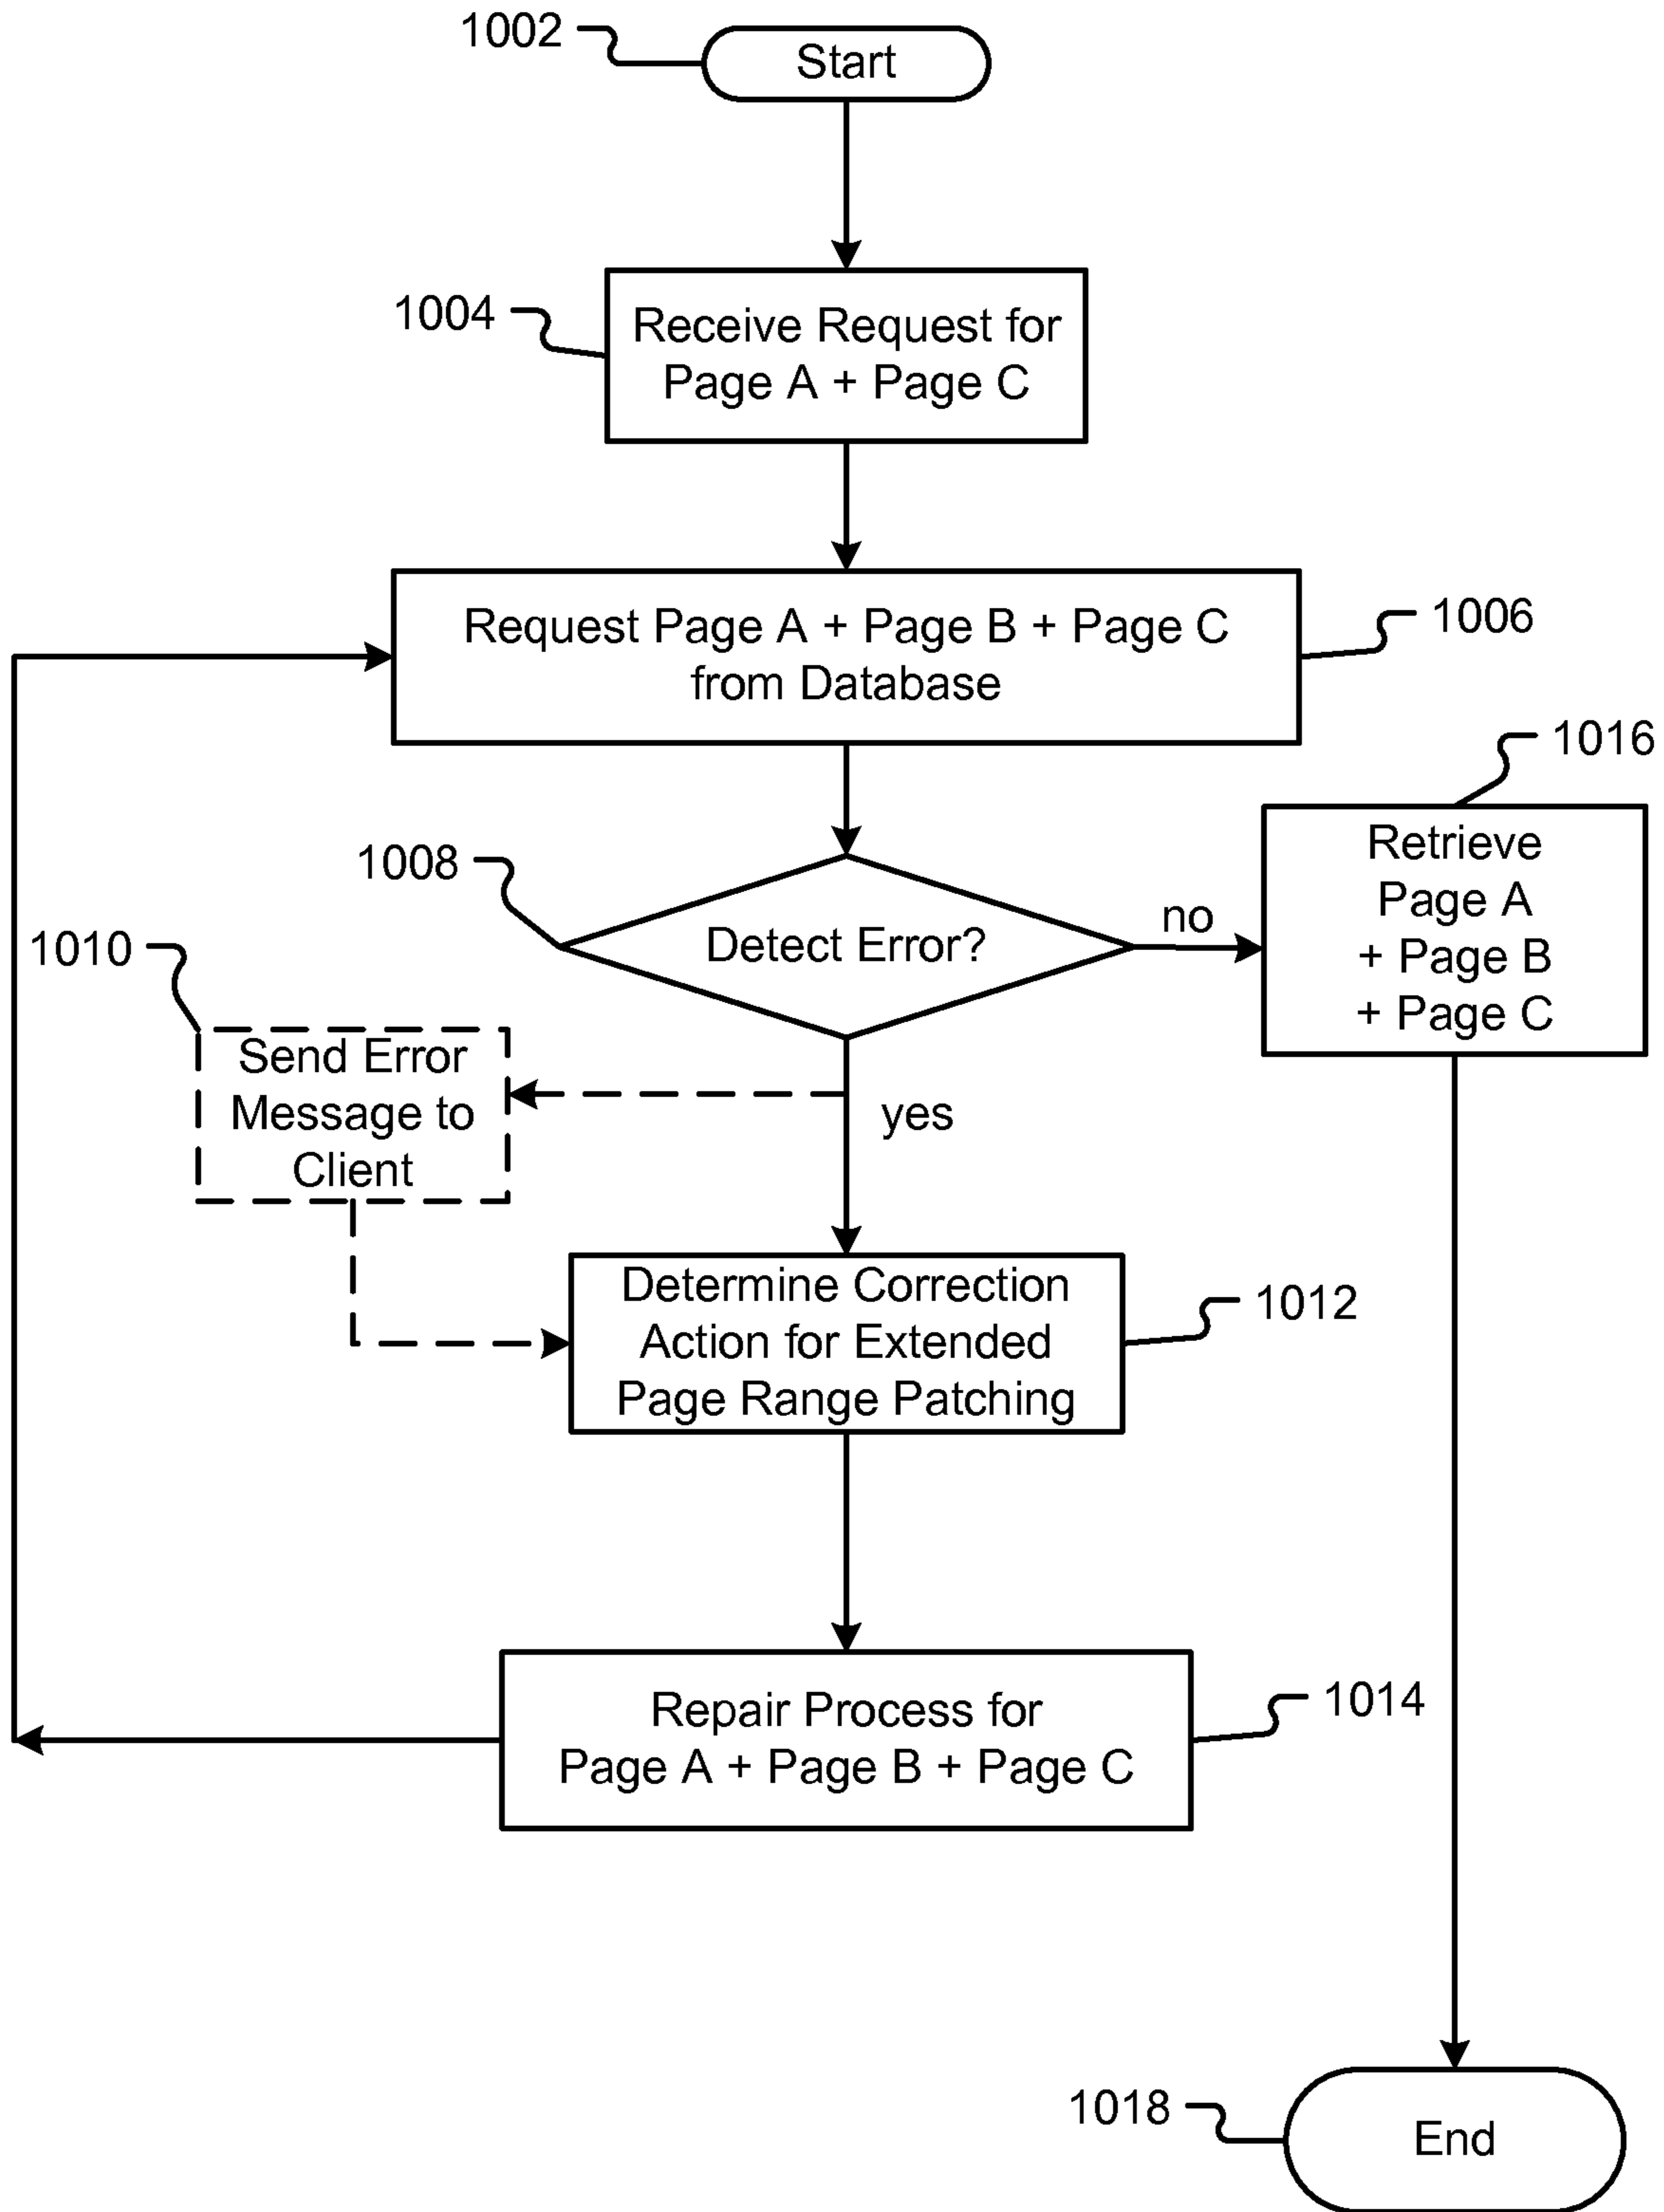 1002
Start
1004
Receive Request for
Page A + Page C
Request Page A + Page B + Page C
from Database
1006
1016
Retrieve
Page A
+ Page B
+ Page C
1008
Detect Error?
no
1010
Send Error
Message to
Client
yes
Determine Correction
Action for Extended
Page Range Patching
1012
Repair Process for
Page A + Page B + Page C
1014
1018
End